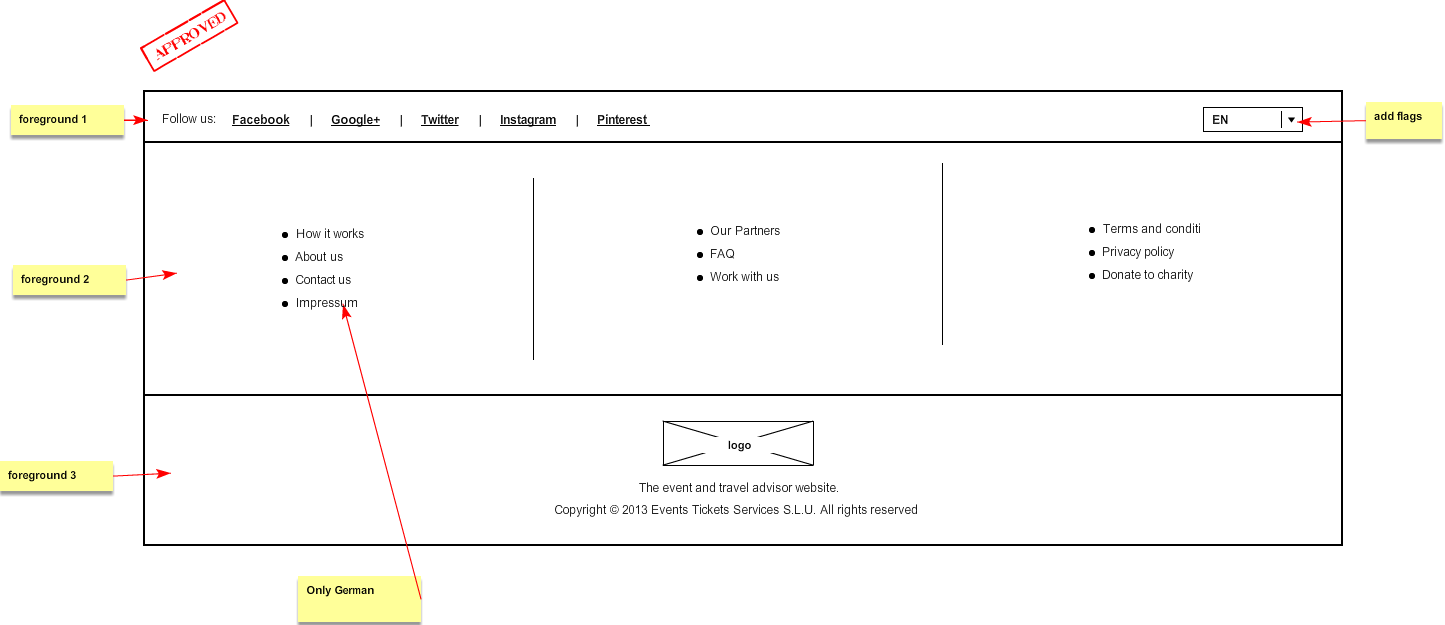 APPROVED
foreground 1
Follow us: Facebook | Google+ | Twitter | Instagram | Pinterest
EN
add flags
foreground 2
How it works
About us
Contact us
Impressum
Our Partners
FAQ
Work with us
Terms and conditi
Privacy policy
Donate to charity
foreground 3
logo
The event and travel advisor website.
Copyright © 2013 Events Tickets Services S.L.U. All rights reserved
Only German